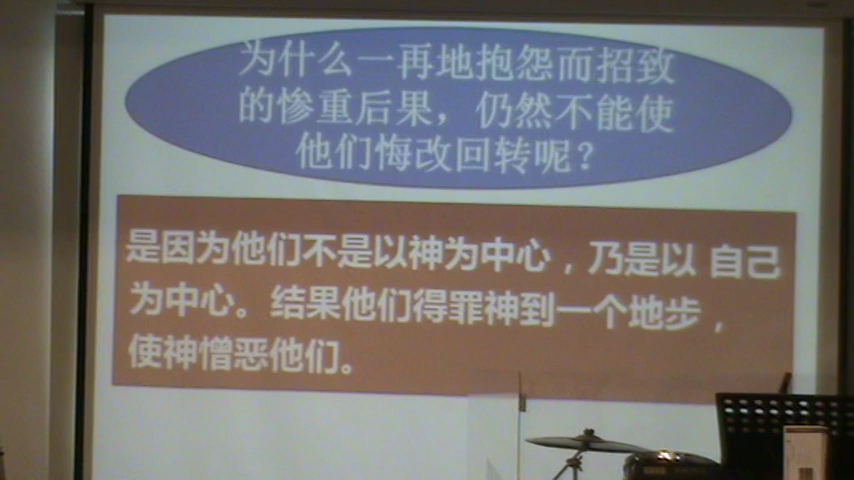 为什么一再地抱怨而招致
的惨重后果，仍然不能使
他们悔改回转呢？
是因为他们不是以神为中心，乃是以 自己
为中心。结果他们得罪神到一个地步，
使神憎恶他们。